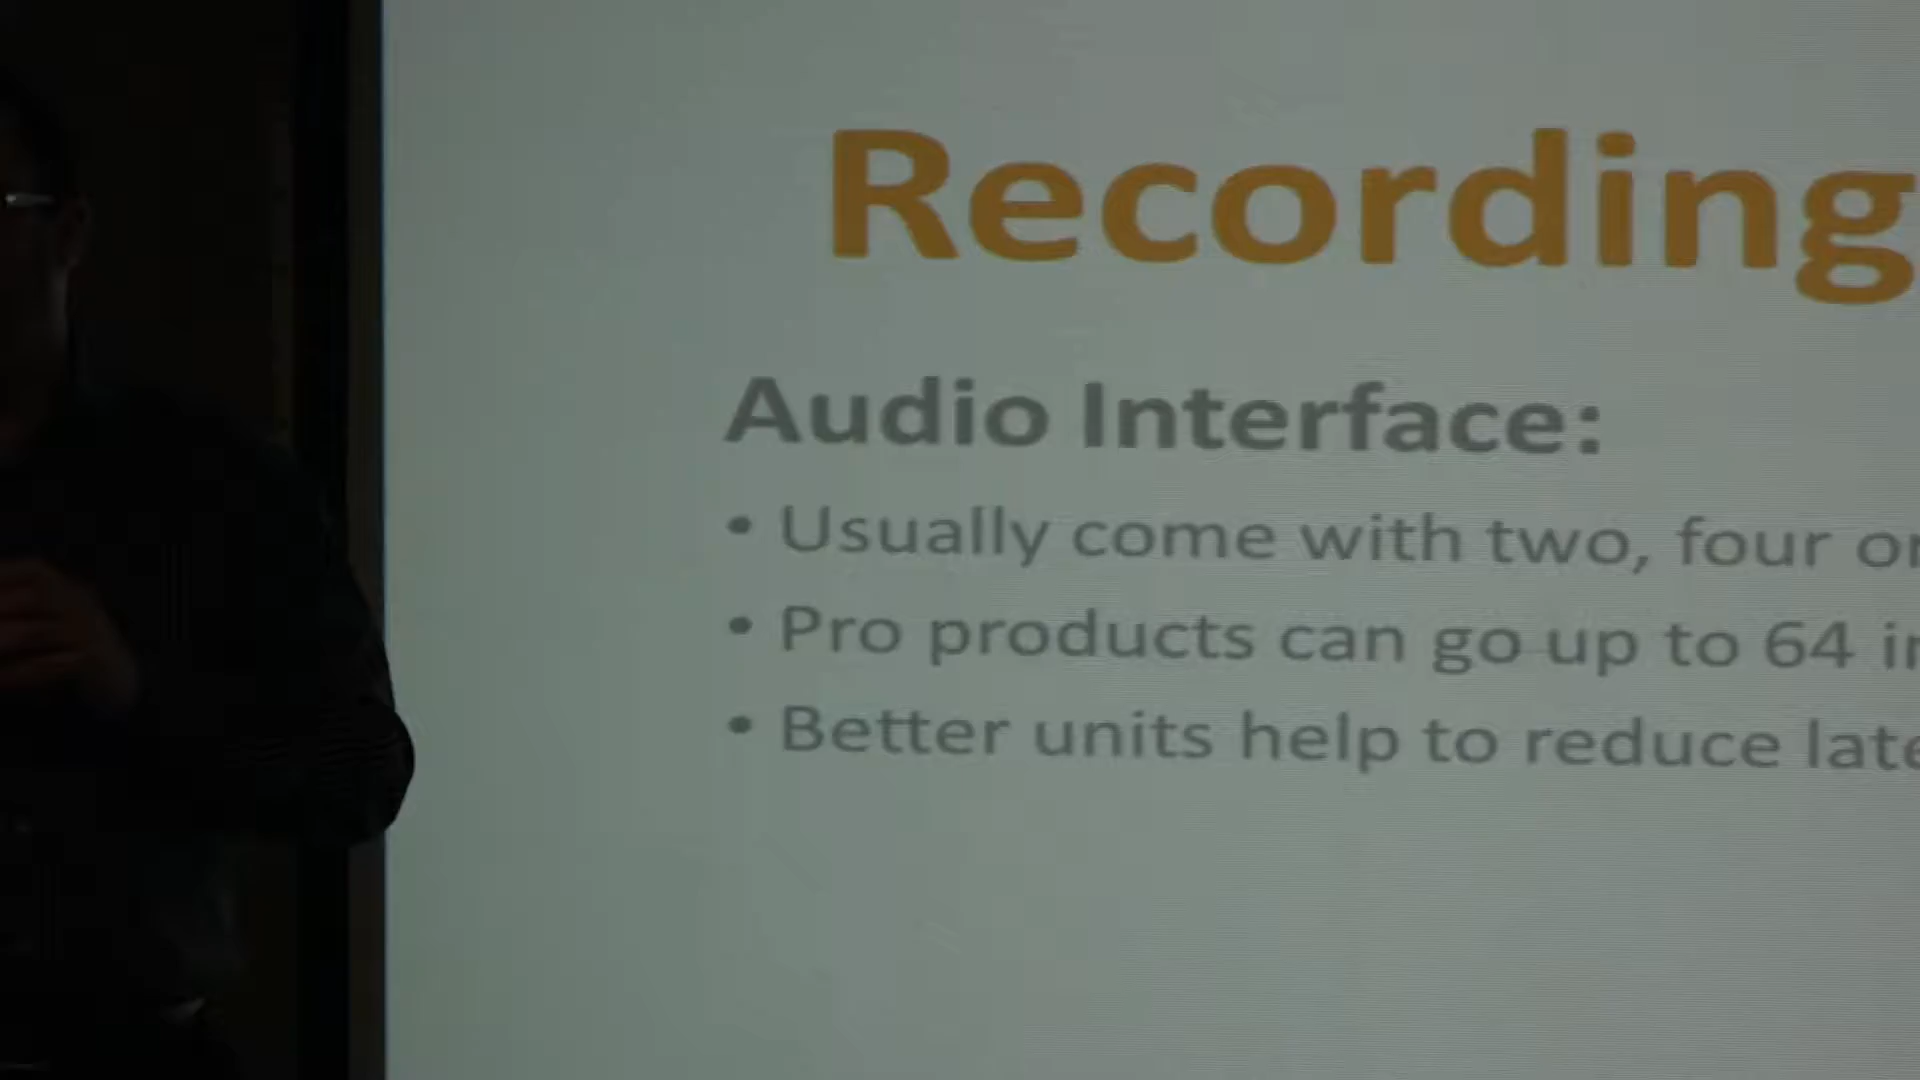 Recording
Audio Interface:
• Usually come with two, four or
• Pro products can go up to 64
• Better units help to reduce